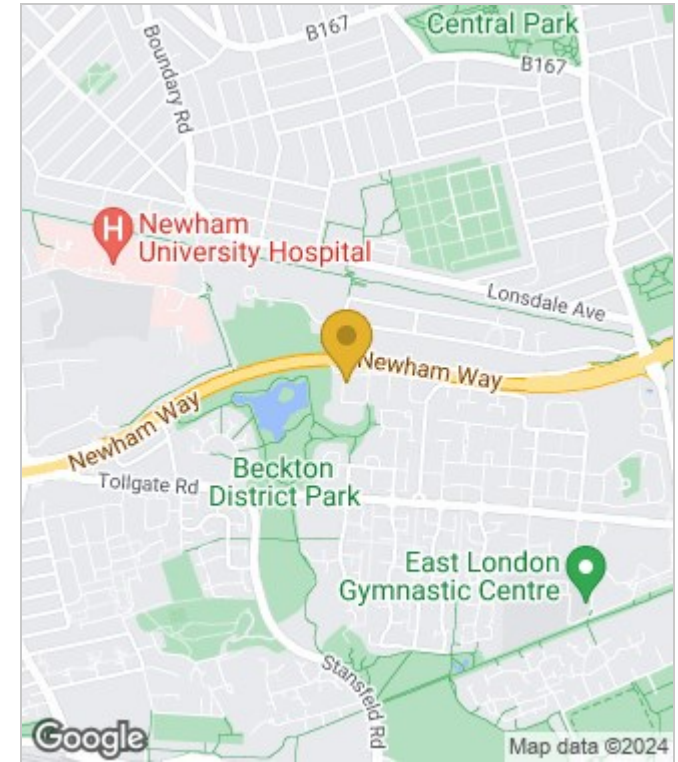 B167
Central Park
B167
Boundary Rd
H
Newham
University Hospital
Lonsdale Ave
Newham Way
Newham Way
Tollgate Rd
Beckton
District Park
East London
Gymnastic Centre
Stansfeld Rd
Google
Map data ©2024